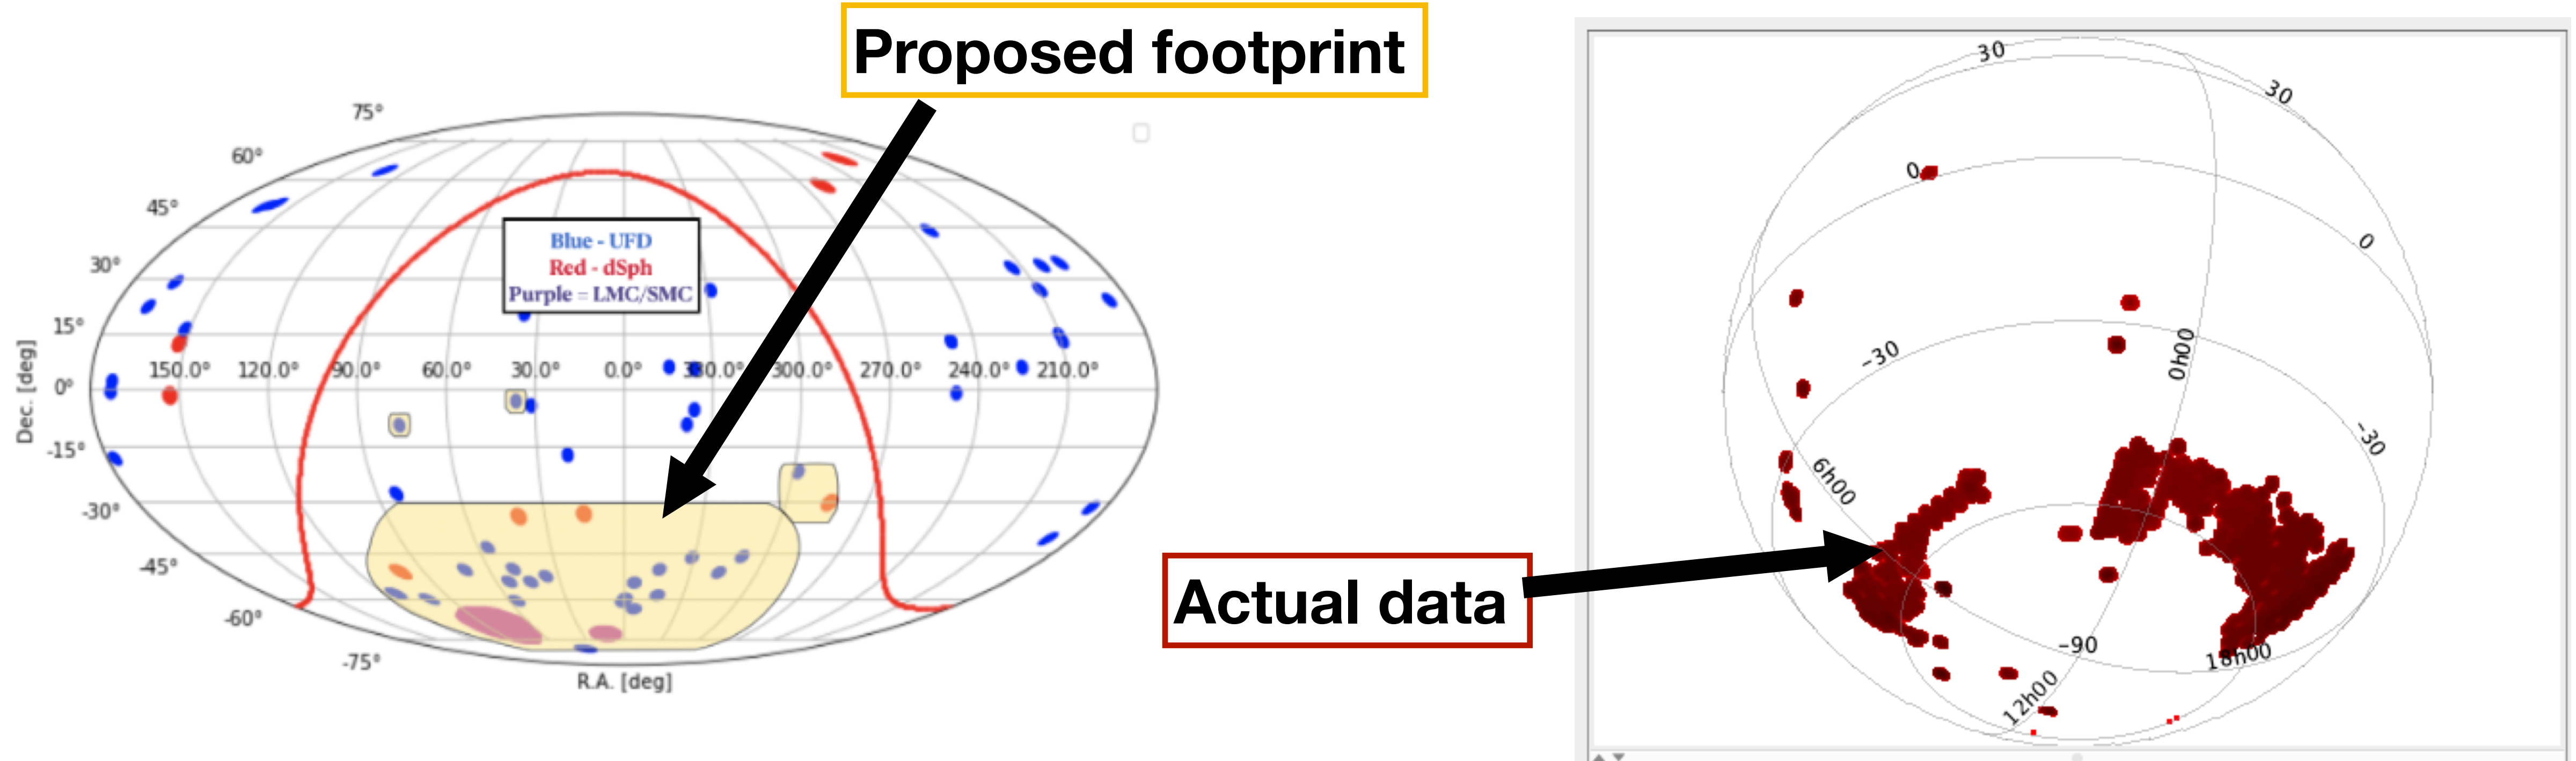 Proposed footprint
75°
60°
45°
30°
15°
0°
-15°
-30°
-45°
-60°
-75°
Dec. [deg]
Blue - UFD
Red - dSph
Purple = LMC/SMC
150.0° 120.0° 90.0° 60.0° 30.0° 0.0° 330.0° 300.0° 270.0° 240.0° 210.0°
R.A. [deg]
Actual data
30
30
0
0
-30
0h00
-30
6h00
-90
18h00
12h00